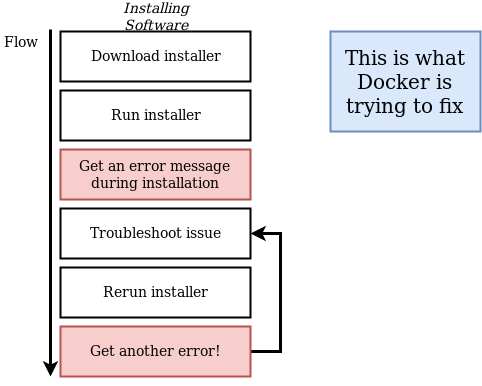 Installing
Software
Flow
Download installer
Run installer
Get an error message
during installation
Troubleshoot issue
Rerun installer
Get another error!
This is what
Docker is
trying to fix